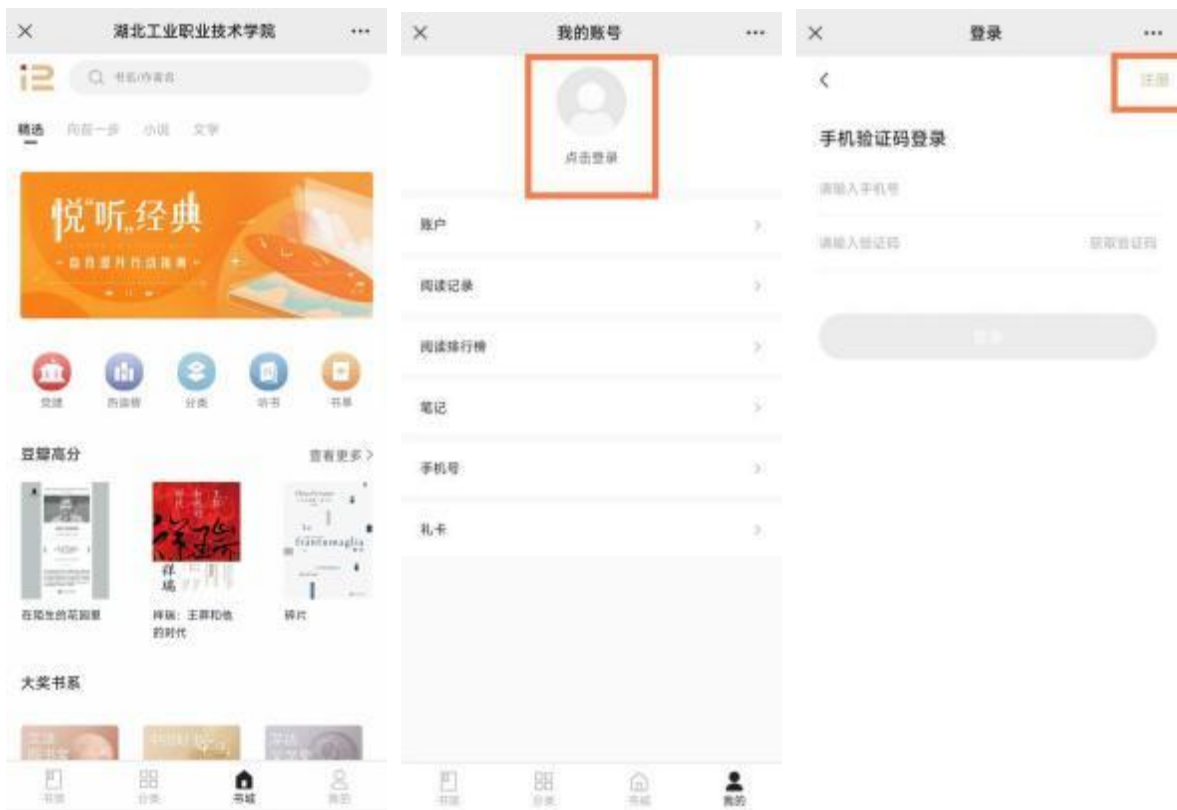 湖北工业职业技术学院
书名/作者名
精选 向前一步 小说 文学
悦“听”经典
党建 热读榜 分类 听书 书单
豆瓣高分 查看更多
祥瑞
在陌生的花园里
祥瑞：王莽和他
的时代
碎片
大奖书系
书架 分类 书城 我的
我的账号
点击登录
账户
阅读记录
阅读排行榜
笔记
手机号
礼卡
书架 分类 书城 我的
登录
注册
手机验证码登录
请输入手机号
请输入验证码 获取验证码
登录